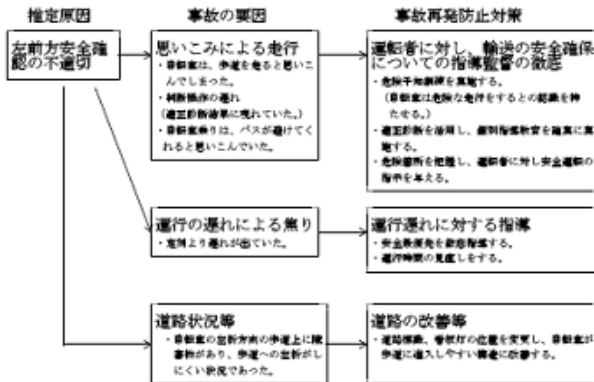 推定原因
事故の要因
事故再発防止対策
左前方安全確
認の不適切
思いこみによる走行
・自転車は、歩道を走ると思いこ
んでしまった。
・判断操作の遅れ
(適正診断結果に現れていた。)
・自転車乗りは、バスが避けてく
れると思いこんでいた。
運転者に対し、輸送の安全確保
についての指導監督の徹底
・危険予知訓練を実施する。
(自転車は危険な走行をするとの認識を持
たせる。)
・適正診断を活用し、個別指導教育を確実に実
施する。
・危険箇所を把握し、運転者に対し安全運転の
指示を与える。
運行の遅れによる焦り
・定刻より遅れが出ていた。
運行遅れに対する指導
・安全最優先を徹底指導する。
・運行時間の見直しをする。
道路状況等
・自転車の左折方向の歩道上に障
害物があり、歩道への左折がし
にくい状況であった。
道路の改善等
・道路標識、看板灯の位置を変更し、自転車が
歩道に進入しやすい構造に改善する。